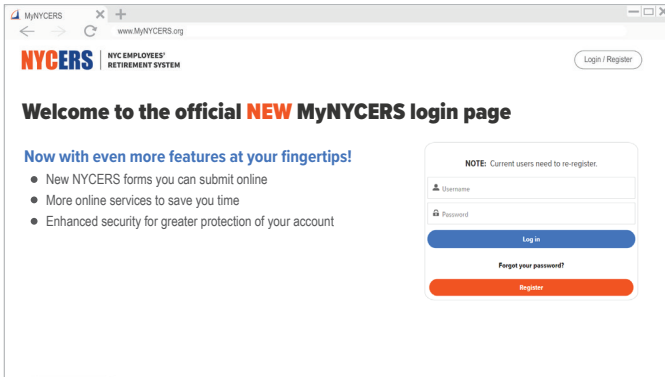 MyNYCERS
www.MyNYCERS.org
NYCERS
NYC EMPLOYEES'
RETIREMENT SYSTEM
Login / Register
Welcome to the official NEW MyNYCERS login page
Now with even more features at your fingertips!
New NYCERS forms you can submit online
More online services to save you time
Enhanced security for greater protection of your account
NOTE: Current users need to re-register.
Username
Password
Log in
Forgot your password?
Register